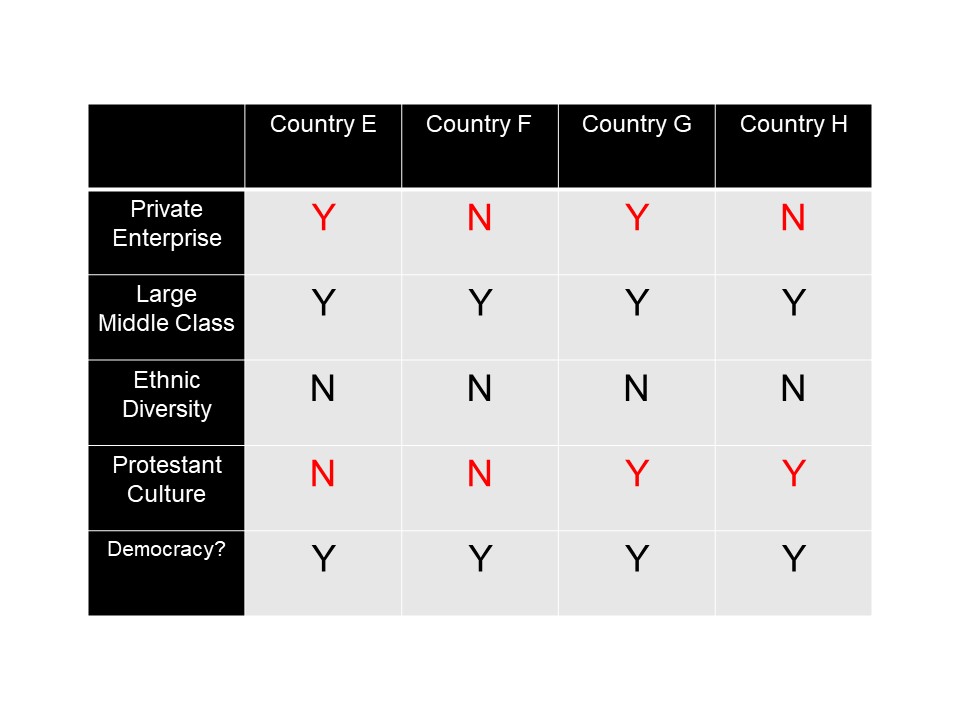 Country E Country F Country G Country H
Private
Enterprise
Y N Y N
Large
Middle Class
Y Y Y Y
Ethnic
Diversity
N N N N
Protestant
Culture
N N Y Y
Democracy?
Y Y Y Y